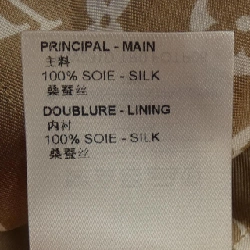 PRINCIPAL - MAIN
主料
100% SOIE - SILK
桑蚕丝
DOUBLURE - LINING
内衬
100% SOIE - SILK
桑蚕丝